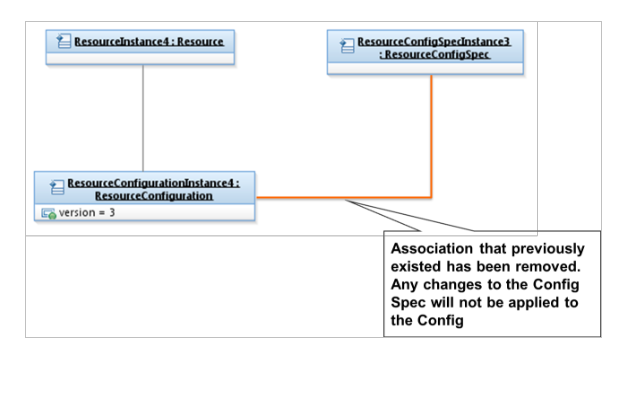 ResourceInstance4 : Resource
ResourceConfigSpecInstance3
: ResourceConfigSpec
ResourceConfigurationInstance4 :
ResourceConfiguration
version = 3
Association that previously
existed has been removed.
Any changes to the Config
Spec will not be applied to
the Config